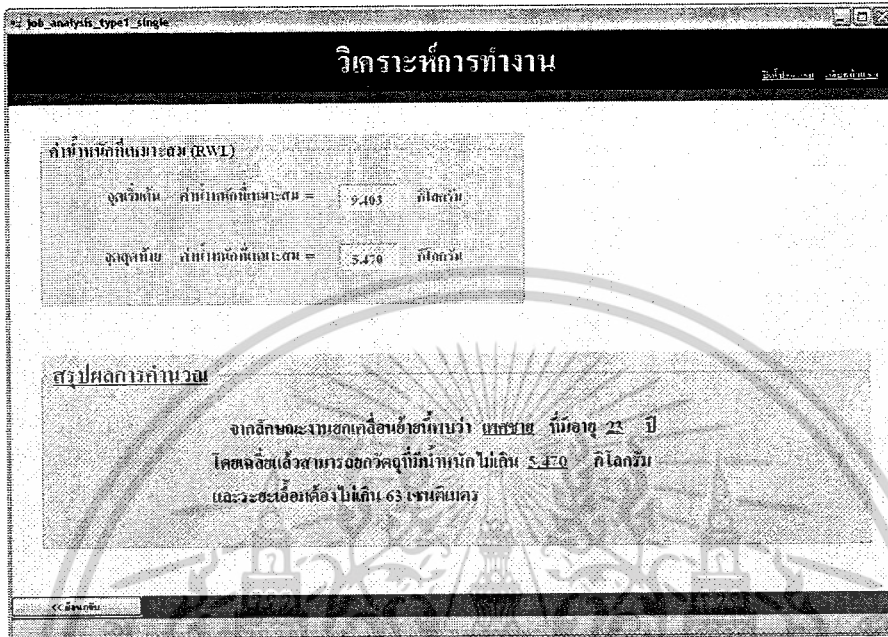 job_analysis_type1_single
วิเคราะห์การทำงาน
ค่าน้ำหนักที่เหมาะสม (RWL)
จุดเริ่มต้น ค่าน้ำหนักที่เหมาะสม = 9.403 กิโลกรัม
จุดสุดท้าย ค่าน้ำหนักที่เหมาะสม = 5.470 กิโลกรัม
สรุปผลการคำนวณ
จากลักษณะงานยกเคลื่อนย้ายนี้พบว่า เพศชาย ที่มีอายุ 23 ปี
โดยเฉลี่ยแล้วสามารถยกวัตถุที่มีน้ำหนักไม่เกิน 5.470 กิโลกรัม
และระยะเอื้อมต้องไม่เกิน 63 เซนติเมตร
<< ย้อนกลับ